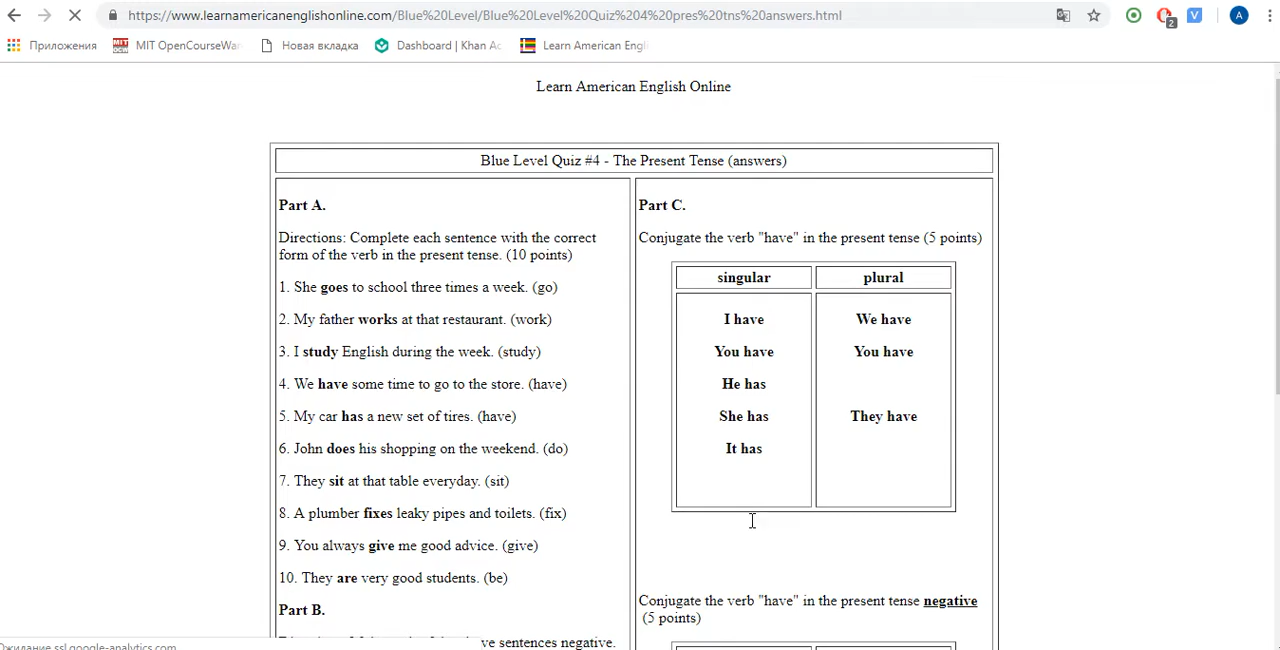 https://www.learnamericanenglishonline.com/Blue%20Level/Blue%20Level%20Quiz%204%20pres%20tns%20answers.html
2
A
Приложения
MIT OpenCourseWar
Новая вкладка
Dashboard | Khan Ac
Learn American Engli
Learn American English Online
Blue Level Quiz #4 - The Present Tense (answers)
Part A.
Directions: Complete each sentence with the correct
form of the verb in the present tense. (10 points)
1. She goes to school three times a week. (go)
2. My father works at that restaurant. (work)
3. I study English during the week. (study)
4. We have some time to go to the store. (have)
5. My car has a new set of tires. (have)
6. John does his shopping on the weekend. (do)
7. They sit at that table everyday. (sit)
8. A plumber fixes leaky pipes and toilets. (fix)
9. You always give me good advice. (give)
10. They are very good students. (be)
Part B.
ve sentences negative.
Part C.
Conjugate the verb "have" in the present tense (5 points)
singular
plural
I have
We have
You have
You have
He has
She has
They have
It has
Conjugate the verb "have" in the present tense negative
(5 points)
Ожидание ssl.google-analytics.com